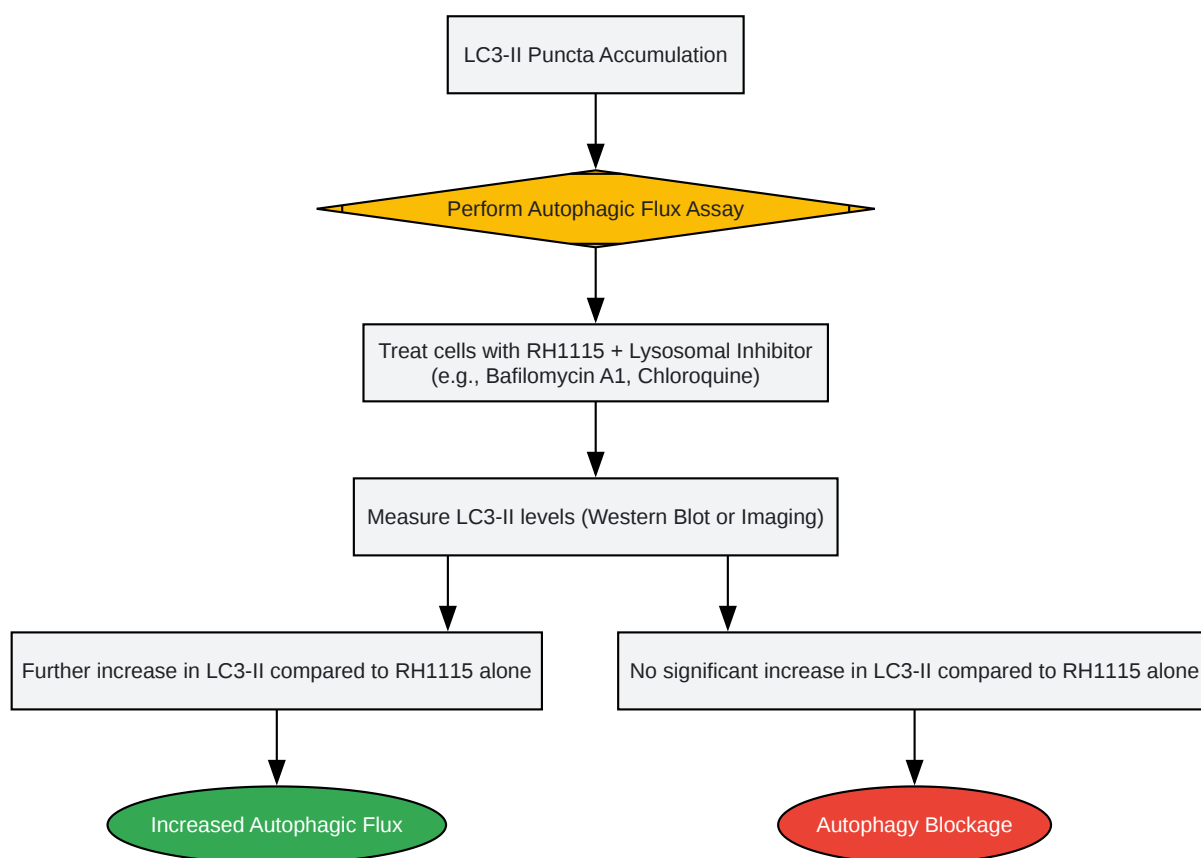 LC3-II Puncta Accumulation
Perform Autophagic Flux Assay
Treat cells with RH1115 + Lysosomal Inhibitor
(e.g., Bafilomycin A1, Chloroquine)
Measure LC3-II levels (Western Blot or Imaging)
Further increase in LC3-II compared to RH1115 alone
No significant increase in LC3-II compared to RH1115 alone
Increased Autophagic Flux
Autophagy Blockage